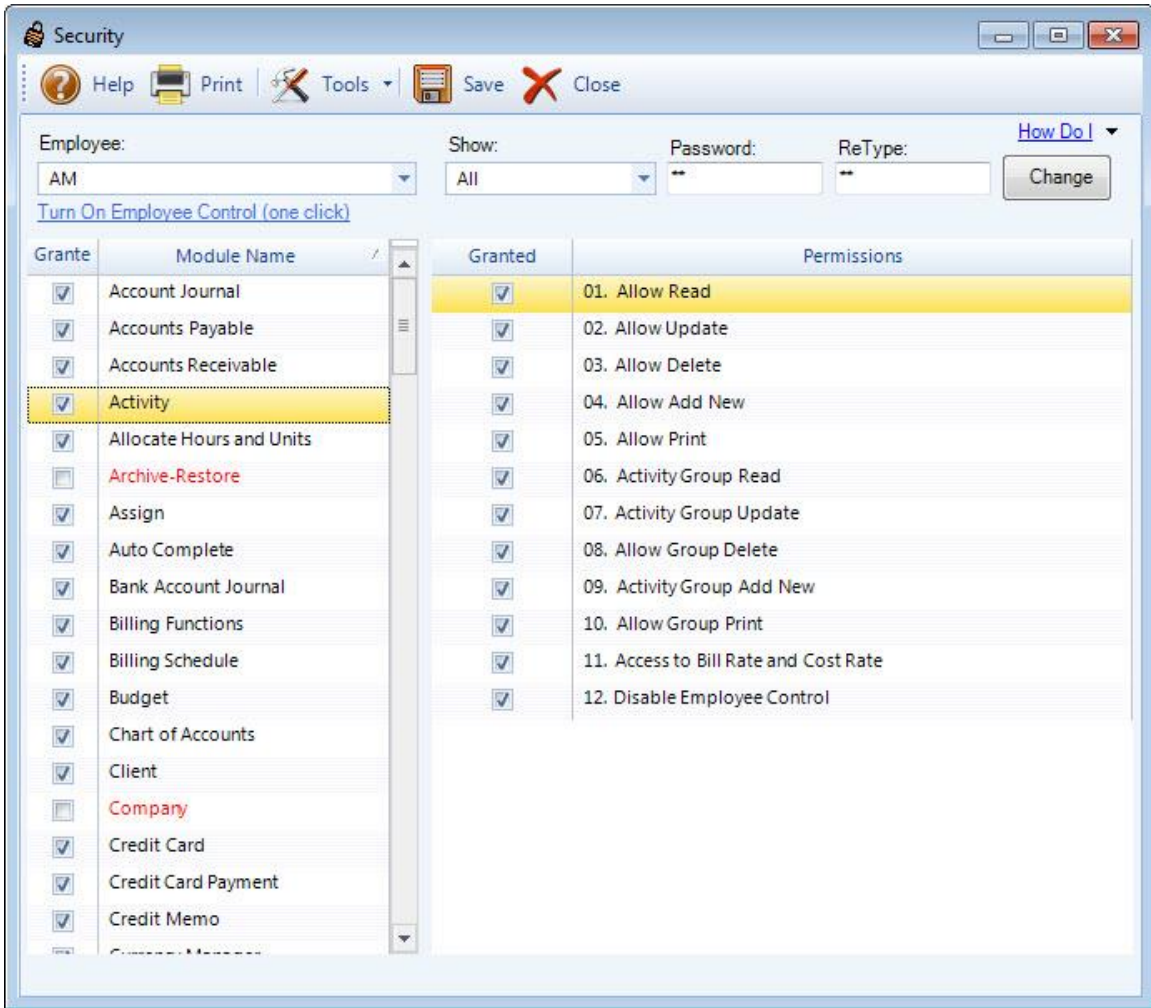 Security
Help Print Tools Save Close
How Do I
Employee: Show: Password: ReType:
AM All ** ** Change
Turn On Employee Control (one click)
Grante Module Name Granted Permissions
Account Journal 01. Allow Read
Accounts Payable 02. Allow Update
Accounts Receivable 03. Allow Delete
Activity 04. Allow Add New
Allocate Hours and Units 05. Allow Print
Archive-Restore 06. Activity Group Read
Assign 07. Activity Group Update
Auto Complete 08. Allow Group Delete
Bank Account Journal 09. Activity Group Add New
Billing Functions 10. Allow Group Print
Billing Schedule 11. Access to Bill Rate and Cost Rate
Budget 12. Disable Employee Control
Chart of Accounts
Client
Company
Credit Card
Credit Card Payment
Credit Memo
Currency Manager